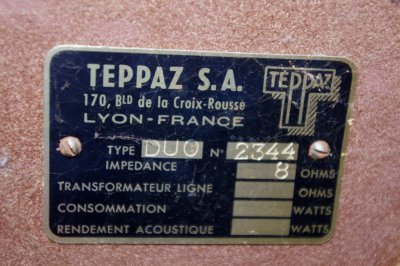 TEPPAZ S.A.
TEPPAZ
170, BLD de la Croix-Rousse
LYON-FRANCE
TYPE DUO No 2344
IMPEDANCE 8 OHMS
TRANSFORMATEUR LIGNE OHMS
CONSOMMATION WATTS
RENDEMENT ACOUSTIQUE WATTS